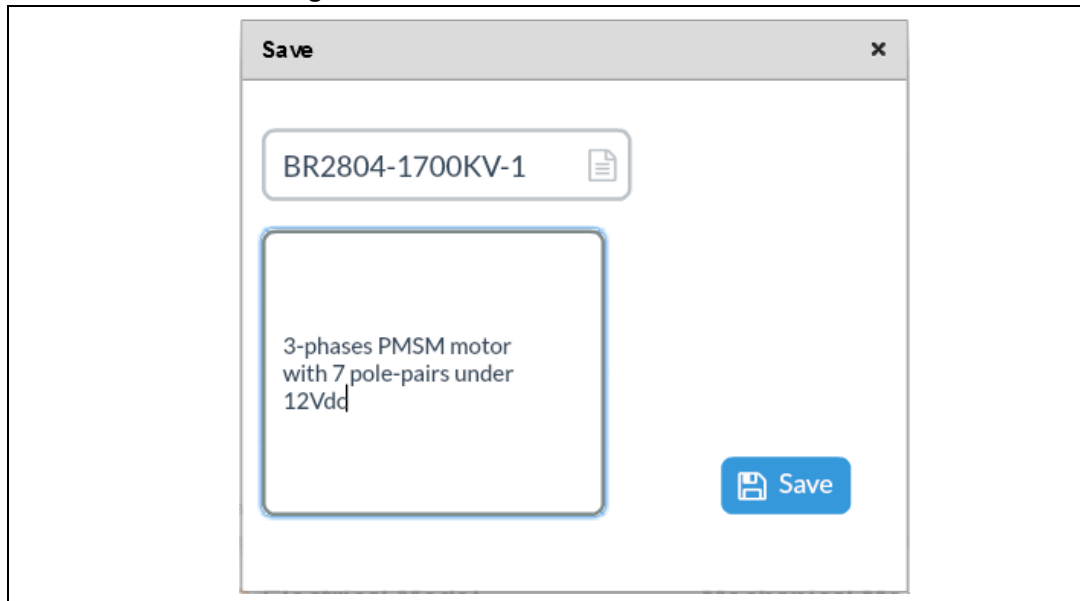 Save
BR2804-1700KV-1
3-phases PMSM motor
with 7 pole-pairs under
12Vdc
Save